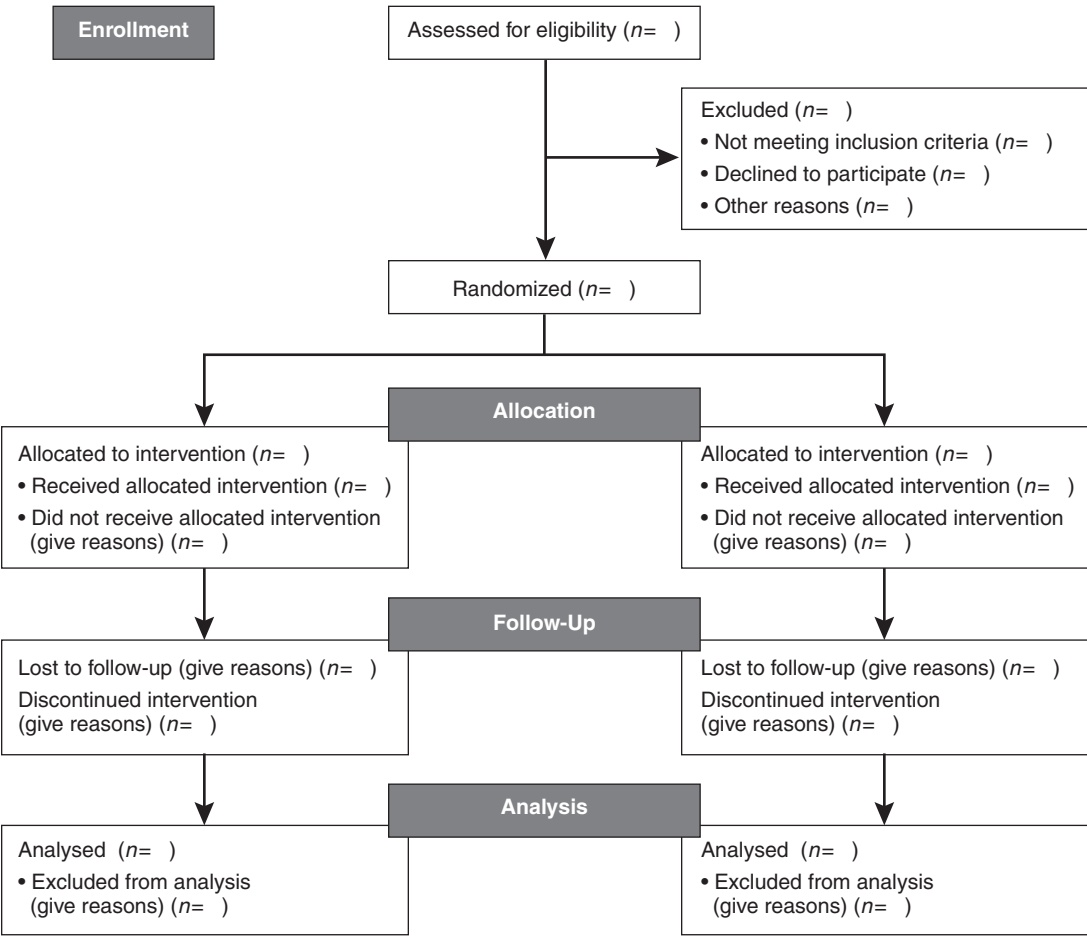 Enrollment
Assessed for eligibility (n=   )
Excluded (n=   )
• Not meeting inclusion criteria (n=   )
• Declined to participate (n=   )
• Other reasons (n=   )
Randomized (n=   )
Allocation
Allocated to intervention (n=   )
• Received allocated intervention (n=   )
• Did not receive allocated intervention
(give reasons) (n=   )
Allocated to intervention (n=   )
• Received allocated intervention (n=   )
• Did not receive allocated intervention
(give reasons) (n=   )
Follow-Up
Lost to follow-up (give reasons) (n=   )
Discontinued intervention
(give reasons) (n=   )
Lost to follow-up (give reasons) (n=   )
Discontinued intervention
(give reasons) (n=   )
Analysis
Analysed  (n=   )
• Excluded from analysis
(give reasons) (n=   )
Analysed  (n=   )
• Excluded from analysis
(give reasons) (n=   )